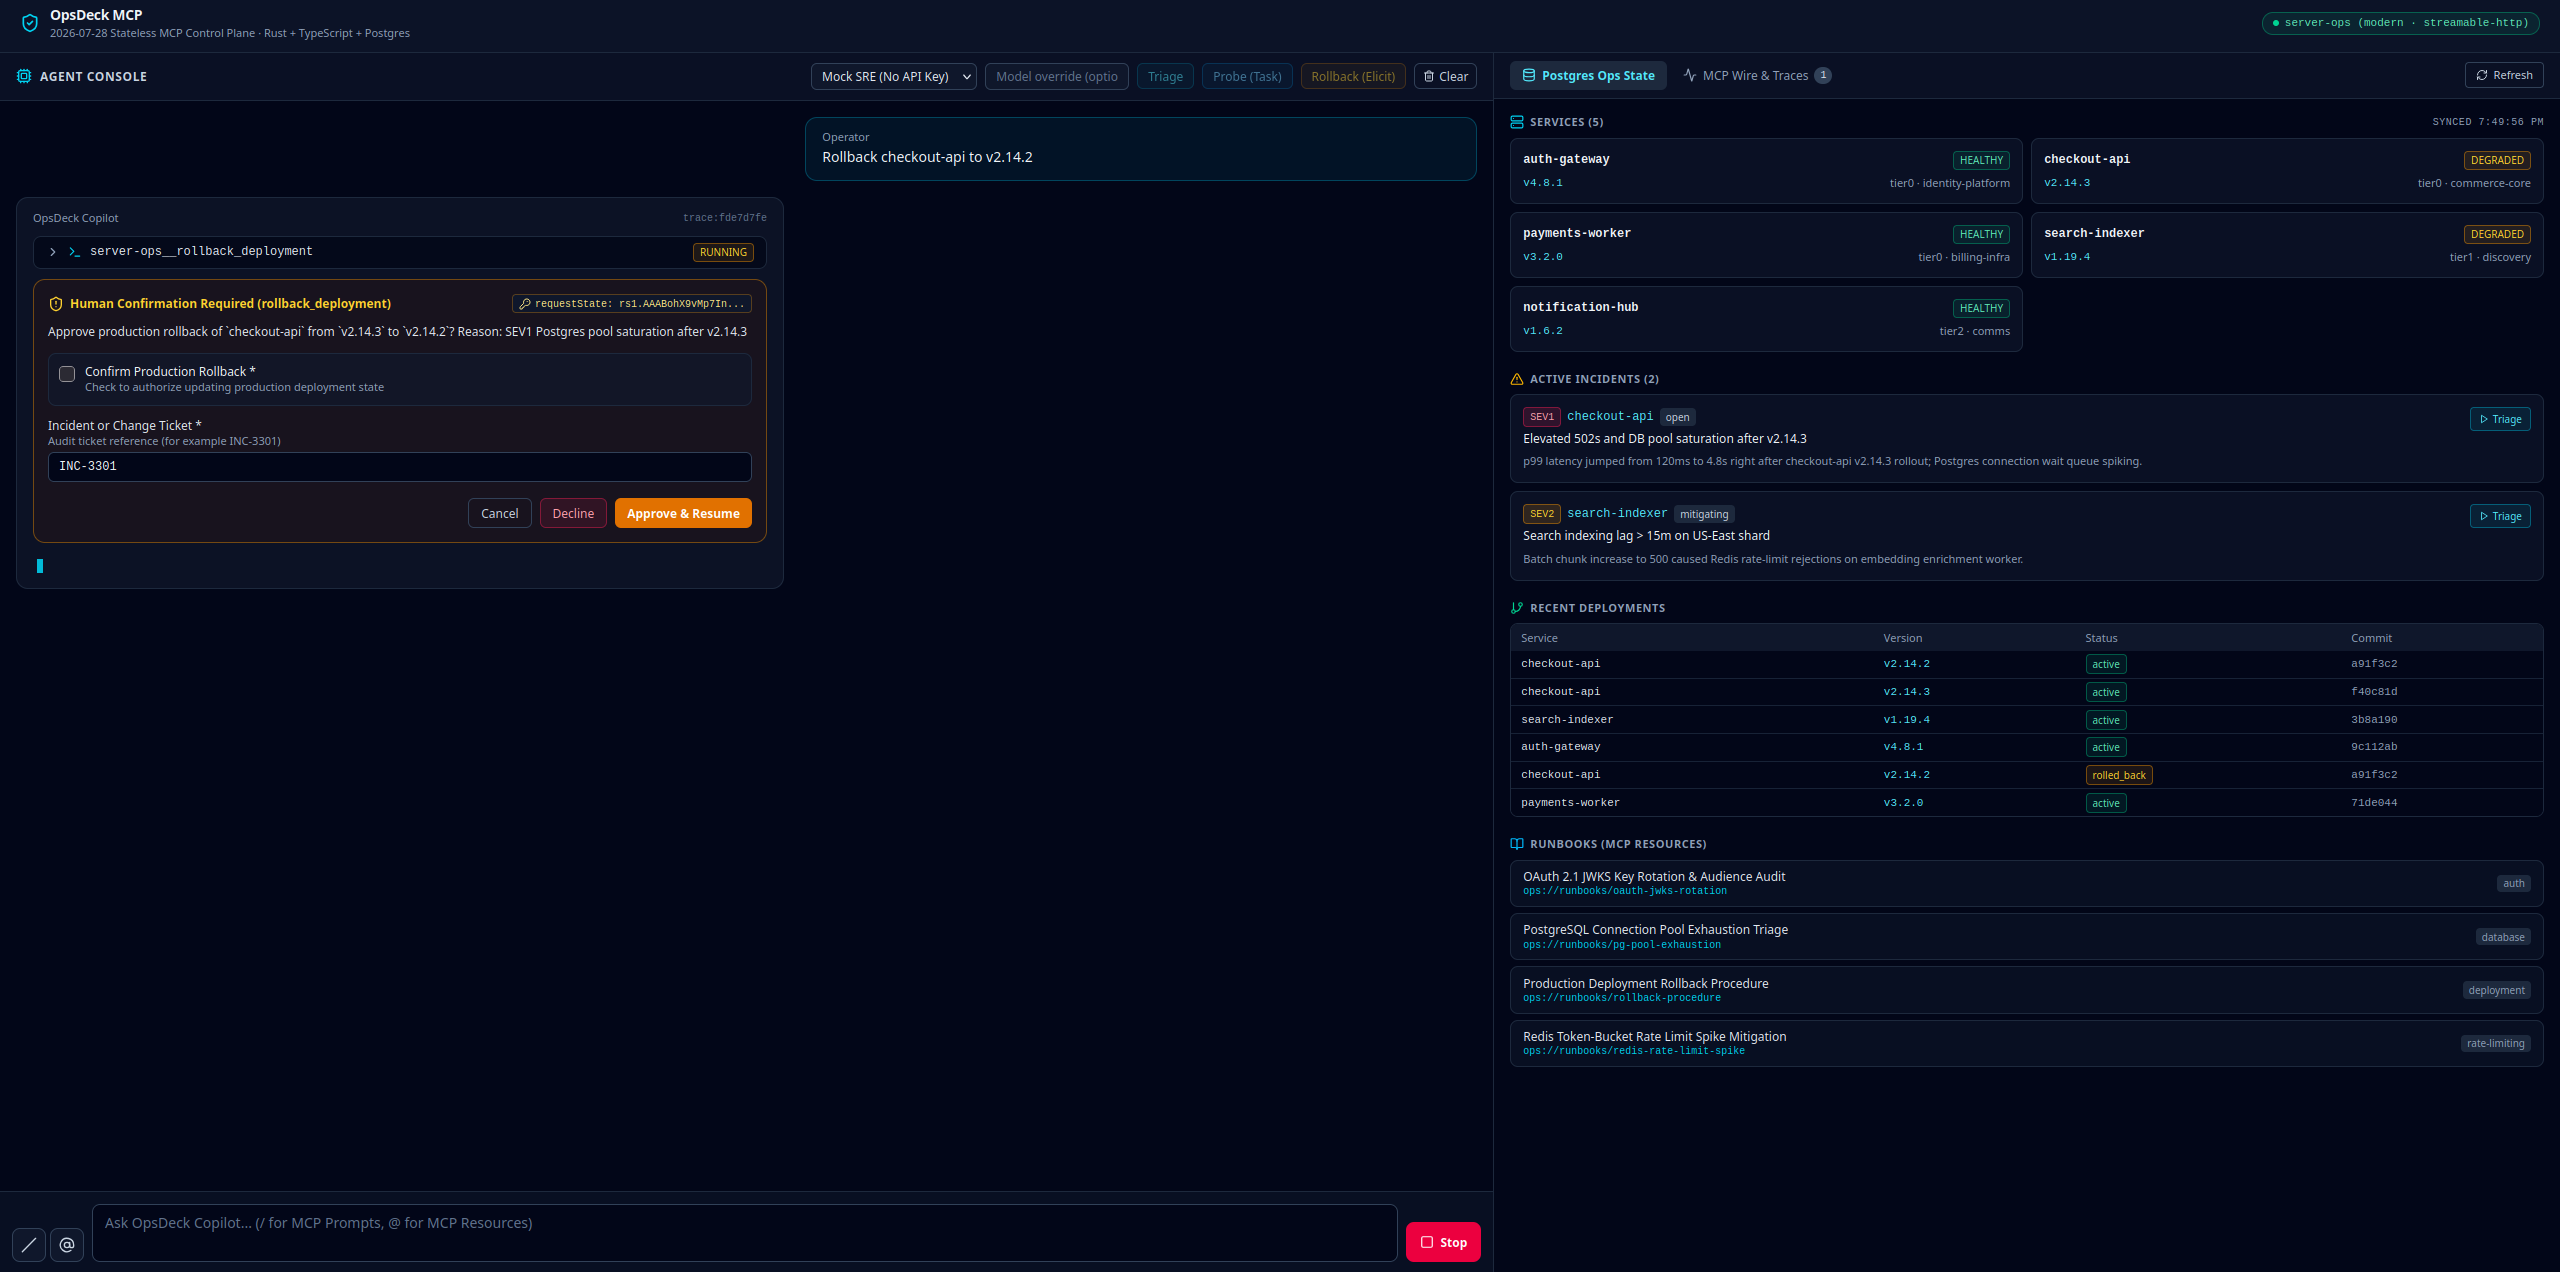 OpsDeck MCP
2026-07-28 Stateless MCP Control Plane · Rust + TypeScript + Postgres
server-ops (modern · streamable-http)
AGENT CONSOLE
Mock SRE (No API Key)
Model override (optio
Triage
Probe (Task)
Rollback (Elicit)
Clear
Operator
Rollback checkout-api to v2.14.2
OpsDeck Copilot
trace:fde7d7fe
server-ops__rollback_deployment
RUNNING
Human Confirmation Required (rollback_deployment)
requestState: rs1.AAABohX9vMp7In...
Approve production rollback of `checkout-api` from `v2.14.3` to `v2.14.2`? Reason: SEV1 Postgres pool saturation after v2.14.3
Confirm Production Rollback *
Check to authorize updating production deployment state
Incident or Change Ticket *
Audit ticket reference (for example INC-3301)
INC-3301
Cancel
Decline
Approve & Resume
Ask OpsDeck Copilot... (/ for MCP Prompts, @ for MCP Resources)
Stop
Postgres Ops State
MCP Wire & Traces 1
Refresh
SERVICES (5)
SYNCED 7:49:56 PM
auth-gateway
HEALTHY
v4.8.1
tier0 · identity-platform
checkout-api
DEGRADED
v2.14.3
tier0 · commerce-core
payments-worker
HEALTHY
v3.2.0
tier0 · billing-infra
search-indexer
DEGRADED
v1.19.4
tier1 · discovery
notification-hub
HEALTHY
v1.6.2
tier2 · comms
ACTIVE INCIDENTS (2)
SEV1 checkout-api open
Triage
Elevated 502s and DB pool saturation after v2.14.3
p99 latency jumped from 120ms to 4.8s right after checkout-api v2.14.3 rollout; Postgres connection wait queue spiking.
SEV2 search-indexer mitigating
Triage
Search indexing lag > 15m on US-East shard
Batch chunk increase to 500 caused Redis rate-limit rejections on embedding enrichment worker.
RECENT DEPLOYMENTS
Service Version Status Commit
checkout-api v2.14.2 active a91f3c2
checkout-api v2.14.3 active f40c81d
search-indexer v1.19.4 active 3b8a190
auth-gateway v4.8.1 active 9c112ab
checkout-api v2.14.2 rolled_back a91f3c2
payments-worker v3.2.0 active 71de044
RUNBOOKS (MCP RESOURCES)
OAuth 2.1 JWKS Key Rotation & Audience Audit
ops://runbooks/oauth-jwks-rotation
auth
PostgreSQL Connection Pool Exhaustion Triage
ops://runbooks/pg-pool-exhaustion
database
Production Deployment Rollback Procedure
ops://runbooks/rollback-procedure
deployment
Redis Token-Bucket Rate Limit Spike Mitigation
ops://runbooks/redis-rate-limit-spike
rate-limiting